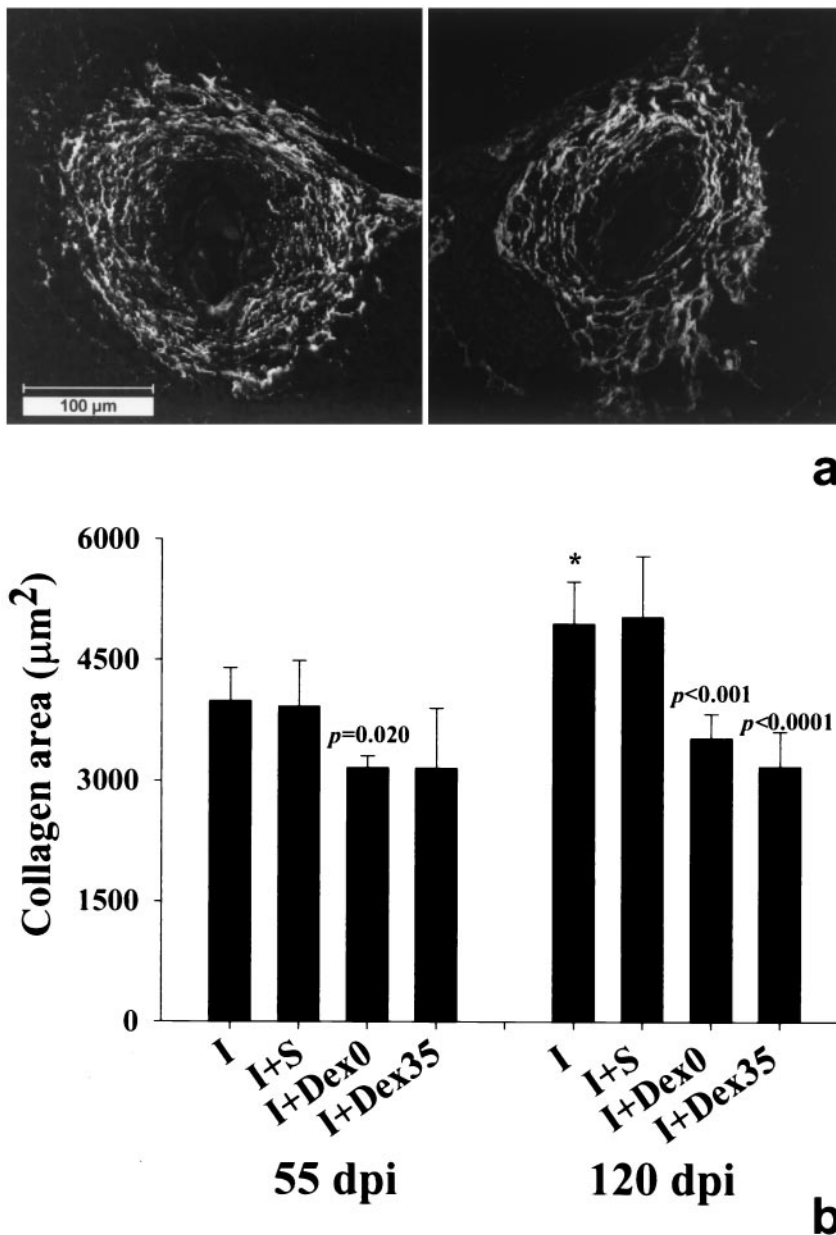 100 µm
a
Collagen area (µm²)
6000
4500
3000
1500
0
p=0.020
*
p<0.001
p<0.0001
I
I+S
I+Dex0
I+Dex35
I
I+S
I+Dex0
I+Dex35
55 dpi
120 dpi
b